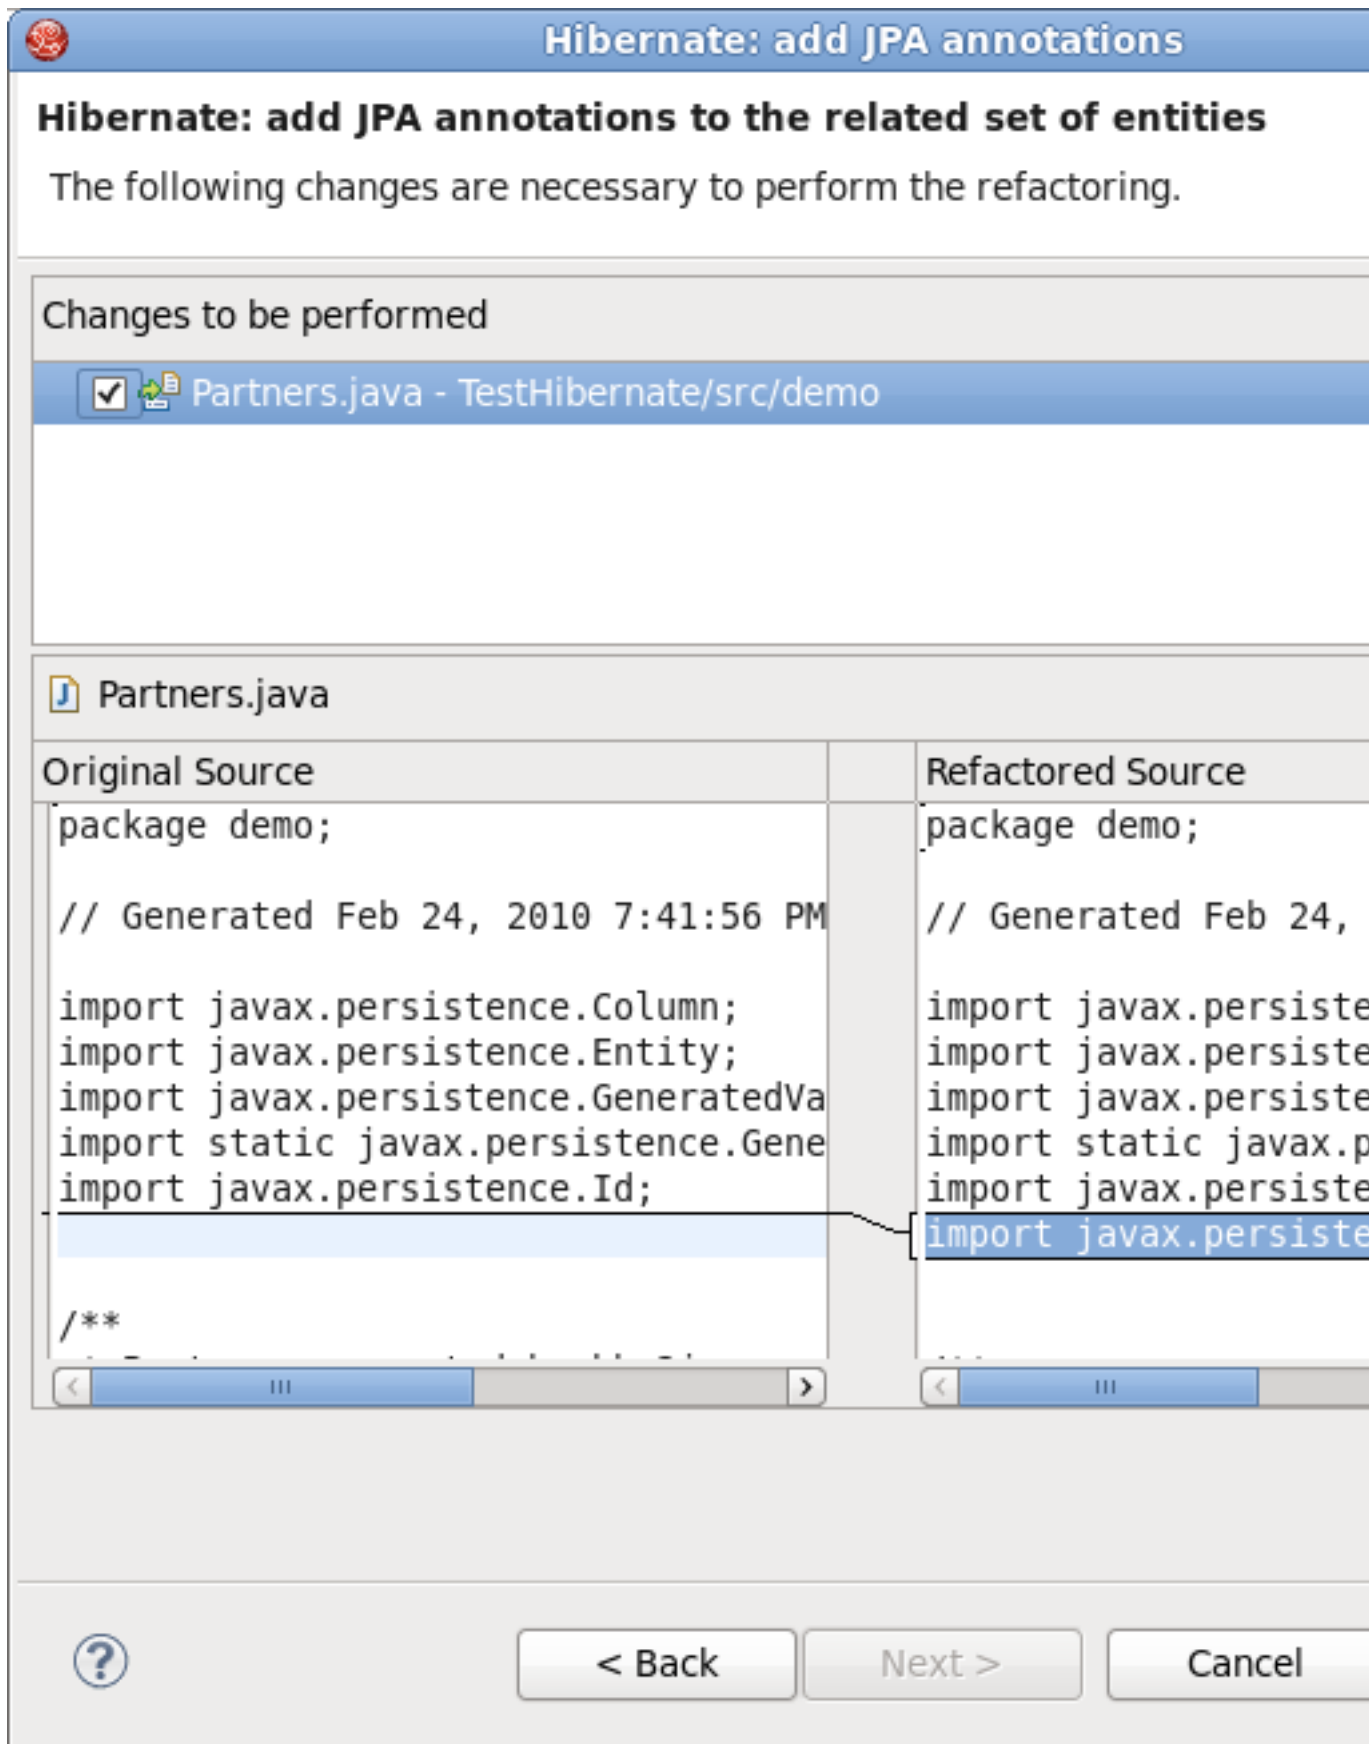 Hibernate: add JPA annotations
Hibernate: add JPA annotations to the related set of entities
The following changes are necessary to perform the refactoring.
Changes to be performed
Partners.java - TestHibernate/src/demo
Partners.java
Original Source
package demo;
// Generated Feb 24, 2010 7:41:56 PM
import javax.persistence.Column;
import javax.persistence.Entity;
import javax.persistence.GeneratedVa
import static javax.persistence.Gene
import javax.persistence.Id;
/**
Refactored Source
package demo;
// Generated Feb 24,
import javax.persiste
import javax.persiste
import javax.persiste
import static javax.p
import javax.persiste
import javax.persiste
< Back
Next >
Cancel